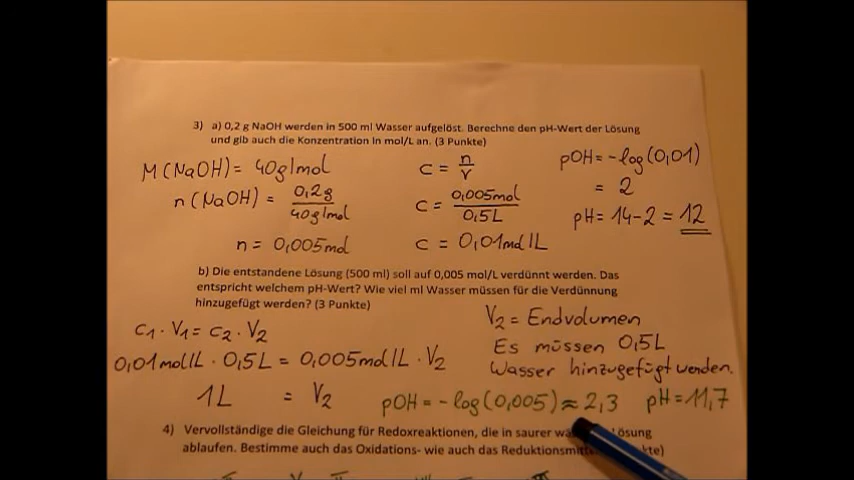 3) a) 0,2 g NaOH werden in 500 ml Wasser aufgelöst. Berechne den pH-Wert der Lösung
und gib auch die Konzentration in mol/L an. (3 Punkte)
M(NaOH) = 40g/mol
n(NaOH) = 0,2g / 40g/mol
n = 0,005mol
c = n/V
c = 0,005mol / 0,5L
c = 0,01mol/L
pOH = -log(0,01)
= 2
pH = 14-2 = 12
b) Die entstandene Lösung (500 ml) soll auf 0,005 mol/L verdünnt werden. Das
entspricht welchem pH-Wert? Wie viel ml Wasser müssen für die Verdünnung
hinzugefügt werden? (3 Punkte)
c₁ · V₁ = c₂ · V₂
0,01mol/L · 0,5L = 0,005mol/L · V₂
1L = V₂
V₂ = Endvolumen
Es müssen 0,5L
Wasser hinzugefügt werden.
pOH = -log(0,005) ≈ 2,3 pH = 11,7
4) Vervollständige die Gleichung für Redoxreaktionen, die in saurer Lösung
ablaufen. Bestimme auch das Oxidations- wie auch das